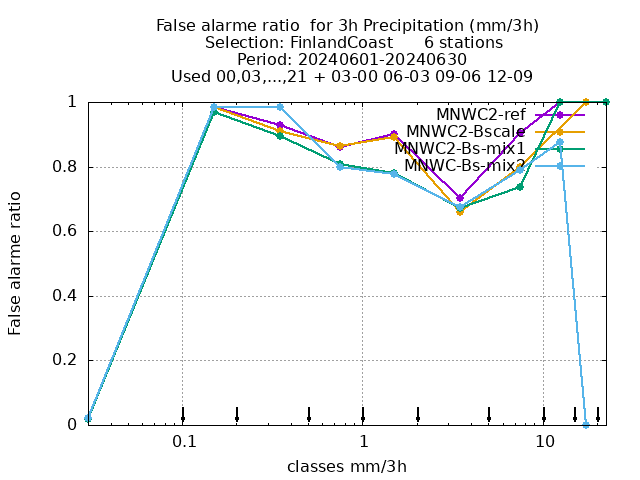 False alarme ratio  for 3h Precipitation (mm/3h)
Selection: FinlandCoast      6 stations
Period: 20240601-20240630
Used 00,03,...,21 + 03-00 06-03 09-06 12-09
False alarme ratio
1
0.8
0.6
0.4
0.2
0
MNWC2-ref
MNWC2-Bscale
MNWC2-Bs-mix1
MNWC-Bs-mix2
0.1
1
10
classes mm/3h